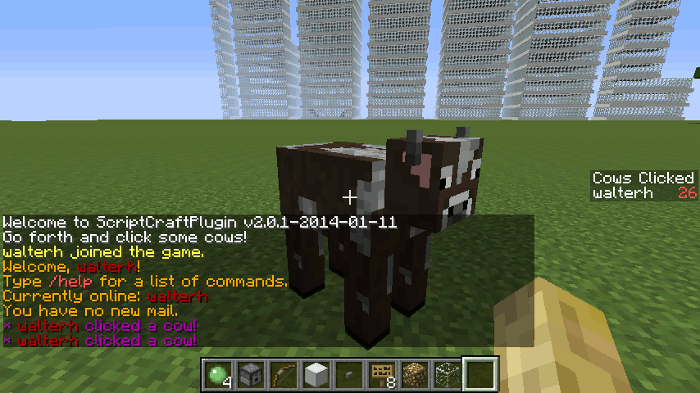 Cows Clicked
walterh 26
Welcome to ScriptCraftPlugin v2.0.1-2014-01-11
Go forth and click some cows!
walterh joined the game.
Welcome, walterh!
Type /help for a list of commands.
Currently online: walterh
You have no new mail.
* walterh clicked a cow!
* walterh clicked a cow!
4
8